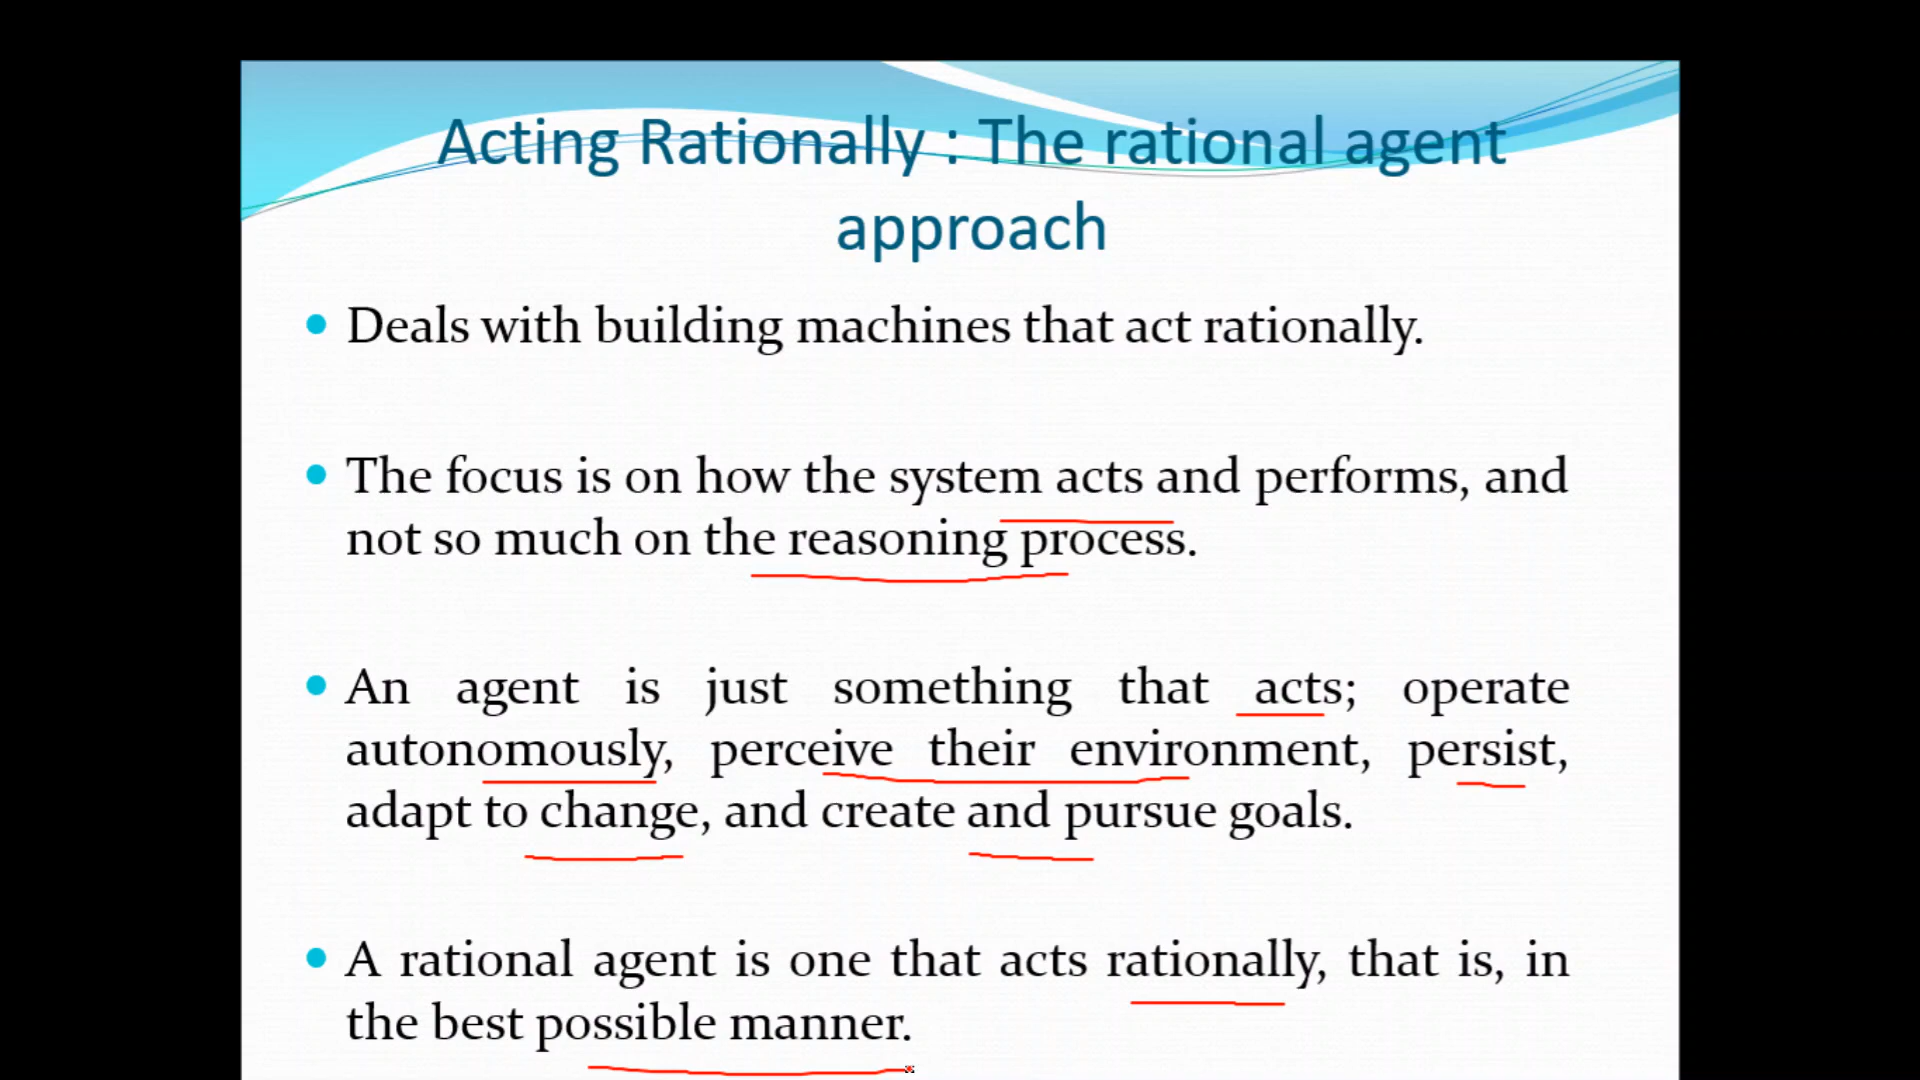 Acting Rationally : The rational agent
approach
• Deals with building machines that act rationally.
• The focus is on how the system acts and performs, and
not so much on the reasoning process.
• An agent is just something that acts; operate
autonomously, perceive their environment, persist,
adapt to change, and create and pursue goals.
• A rational agent is one that acts rationally, that is, in
the best possible manner.